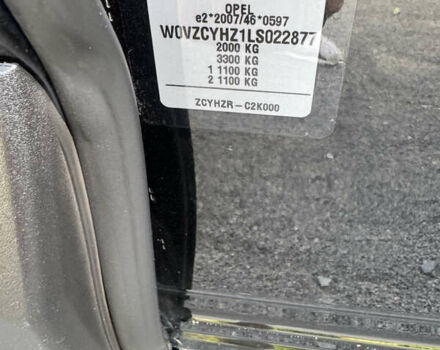 OPEL
e2*2007/46*0597
W0VZCYHZ1LS022877
2000 KG
3300 KG
1 1100 KG
2 1100 KG
ZCYHZR-C2K000